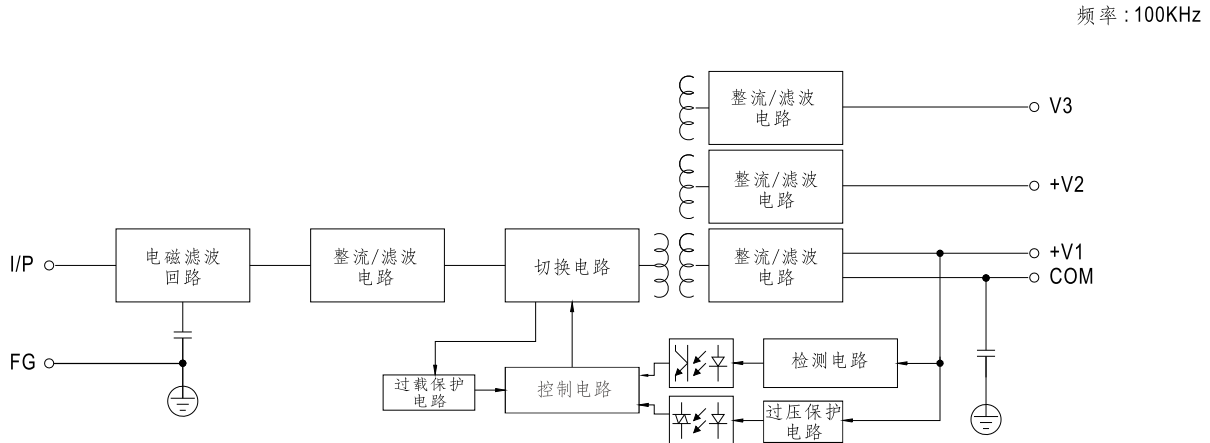 频率:100KHz
整流/滤波
电路
V3
整流/滤波
电路
+V2
I/P
电磁滤波
回路
整流/滤波
电路
切换电路
整流/滤波
电路
+V1
COM
FG
过载保护
电路
控制电路
检测电路
过压保护
电路